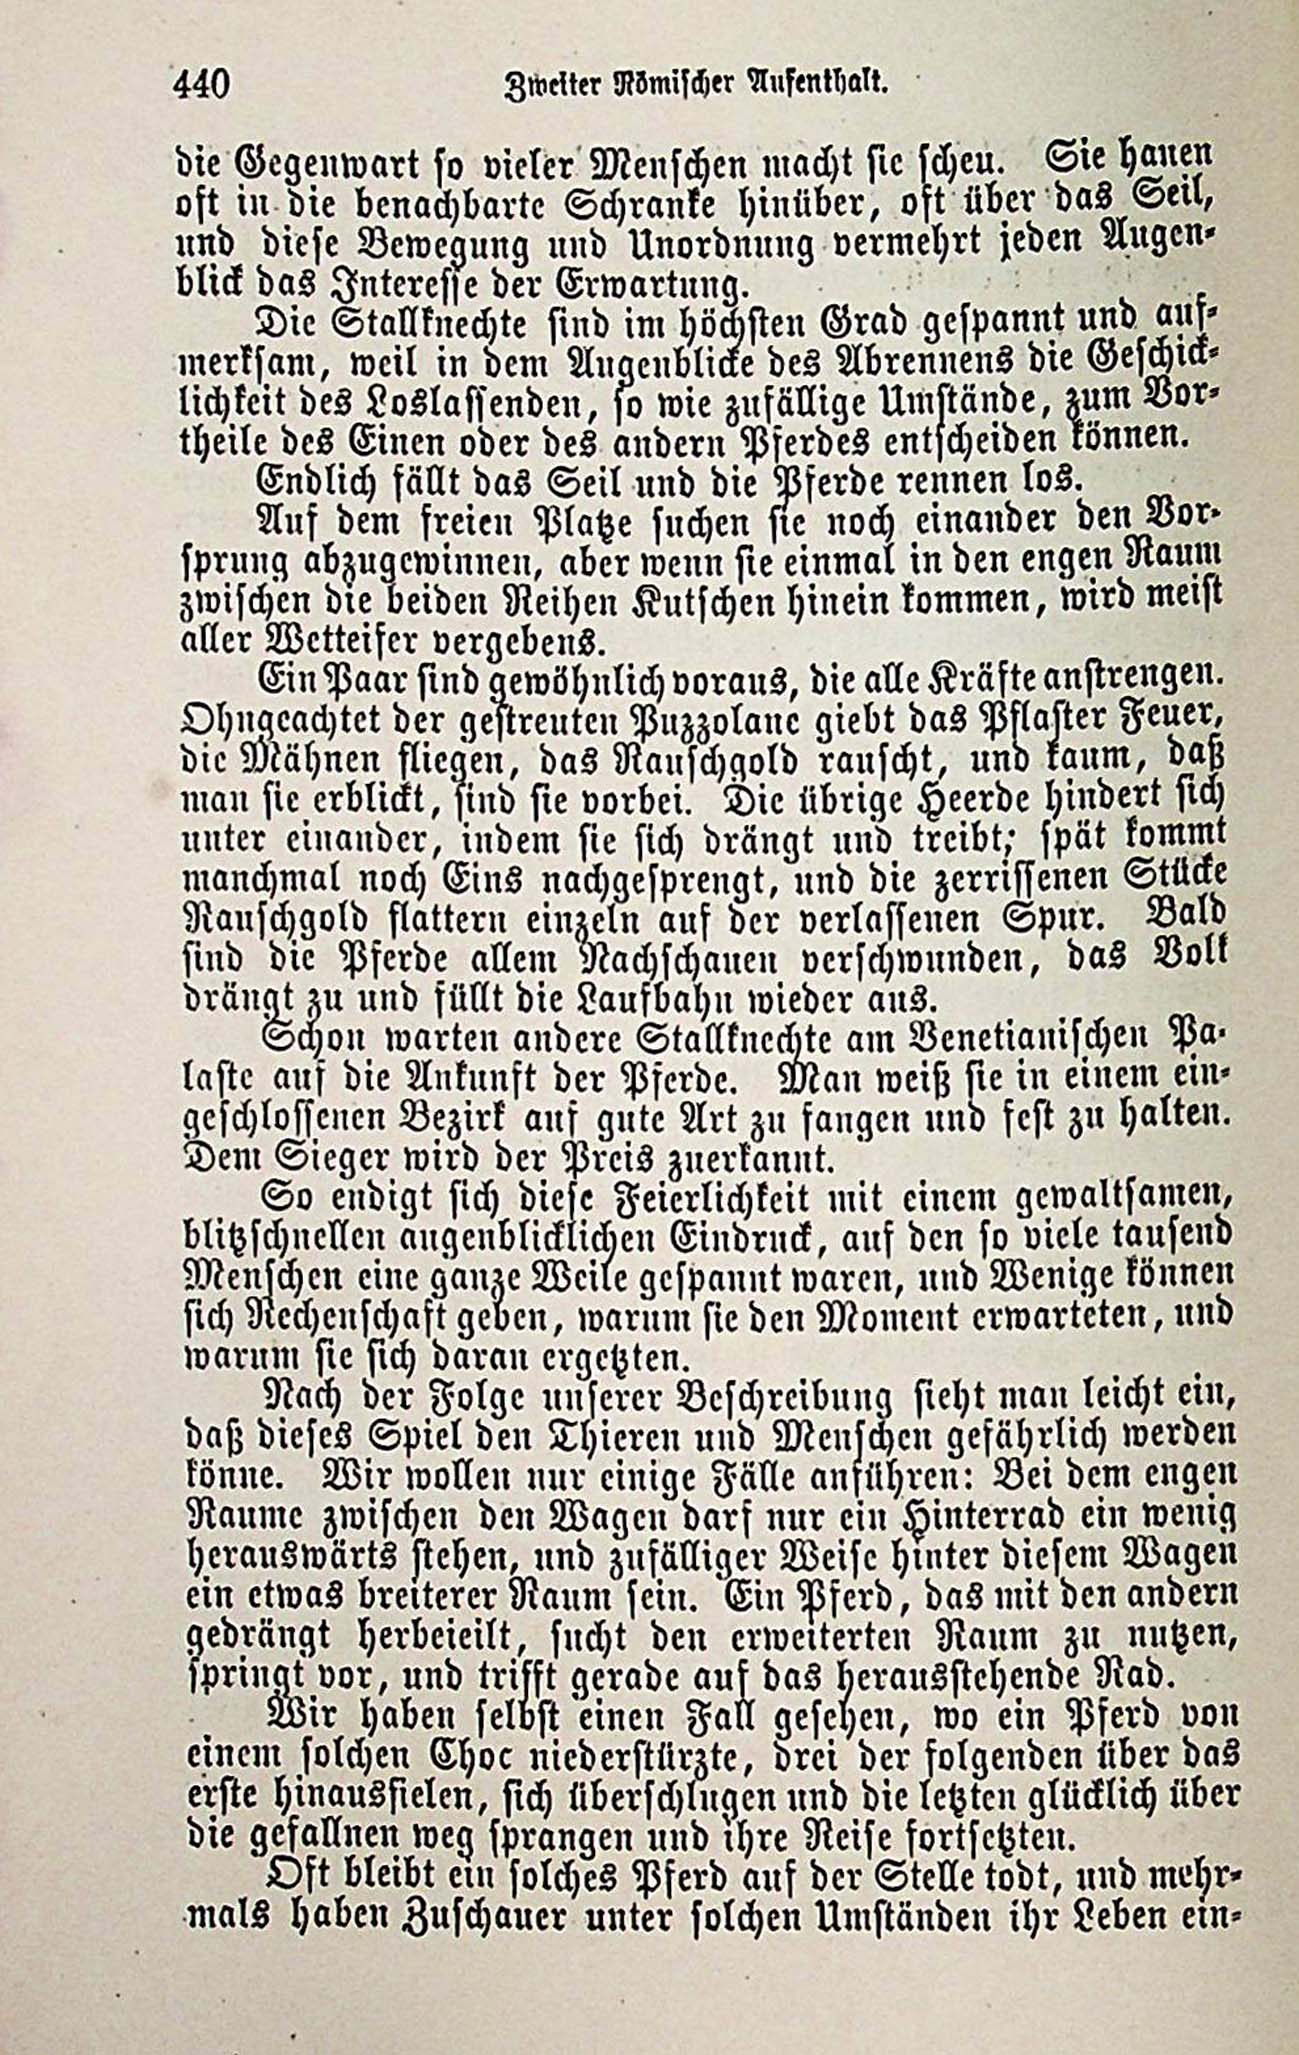 440 Zweiter Römischer Aufenthalt.
die Gegenwart so vieler Menschen macht sie scheu. Sie hauen
oft in die benachbarte Schranke hinüber, oft über das Seil,
und diese Bewegung und Unordnung vermehrt jeden Augen-
blick das Interesse der Erwartung.
Die Stallknechte sind im höchsten Grad gespannt und auf-
merksam, weil in dem Augenblicke des Abrennens die Geschick-
lichkeit des Loslassenden, so wie zufällige Umstände, zum Vor-
theile des Einen oder des andern Pferdes entscheiden können.
Endlich fällt das Seil und die Pferde rennen los.
Auf dem freien Platze suchen sie noch einander den Vor-
sprung abzugewinnen, aber wenn sie einmal in den engen Raum
zwischen die beiden Reihen Kutschen hinein kommen, wird meist
aller Wetteifer vergebens.
Ein Paar sind gewöhnlich voraus, die alle Kräfte anstrengen.
Ohngeachtet der gestreuten Puzzolane giebt das Pflaster Feuer,
die Mähnen fliegen, das Rauschgold rauscht, und kaum, daß
man sie erblickt, sind sie vorbei. Die übrige Heerde hindert sich
unter einander, indem sie sich drängt und treibt; spät kommt
manchmal noch Eins nachgesprengt, und die zerrissenen Stücke
Rauschgold flattern einzeln auf der verlassenen Spur. Bald
sind die Pferde allem Nachschauen verschwunden, das Volk
drängt zu und füllt die Laufbahn wieder aus.
Schon warten andere Stallknechte am Venetianischen Pa-
laste auf die Ankunft der Pferde. Man weiß sie in einem ein-
geschlossenen Bezirk auf gute Art zu fangen und fest zu halten.
Dem Sieger wird der Preis zuerkannt.
So endigt sich diese Feierlichkeit mit einem gewaltsamen,
blitzschnellen augenblicklichen Eindruck, auf den so viele tausend
Menschen eine ganze Weile gespannt waren, und Wenige können
sich Rechenschaft geben, warum sie den Moment erwarteten, und
warum sie sich daran ergetzten.
Nach der Folge unserer Beschreibung sieht man leicht ein,
daß dieses Spiel den Thieren und Menschen gefährlich werden
könne. Wir wollen nur einige Fälle anführen: Bei dem engen
Raume zwischen den Wagen darf nur ein Hinterrad ein wenig
herauswärts stehen, und zufälliger Weise hinter diesem Wagen
ein etwas breiterer Raum sein. Ein Pferd, das mit den andern
gedrängt herbeieilt, sucht den erweiterten Raum zu nutzen,
springt vor, und trifft gerade auf das herausstehende Rad.
Wir haben selbst einen Fall gesehen, wo ein Pferd von
einem solchen Choc niederstürzte, drei der folgenden über das
erste hinausfielen, sich überschlugen und die letzten glücklich über
die gefallnen weg sprangen und ihre Reise fortsetzten.
Oft bleibt ein solches Pferd auf der Stelle todt, und mehr-
mals haben Zuschauer unter solchen Umständen ihr Leben ein-